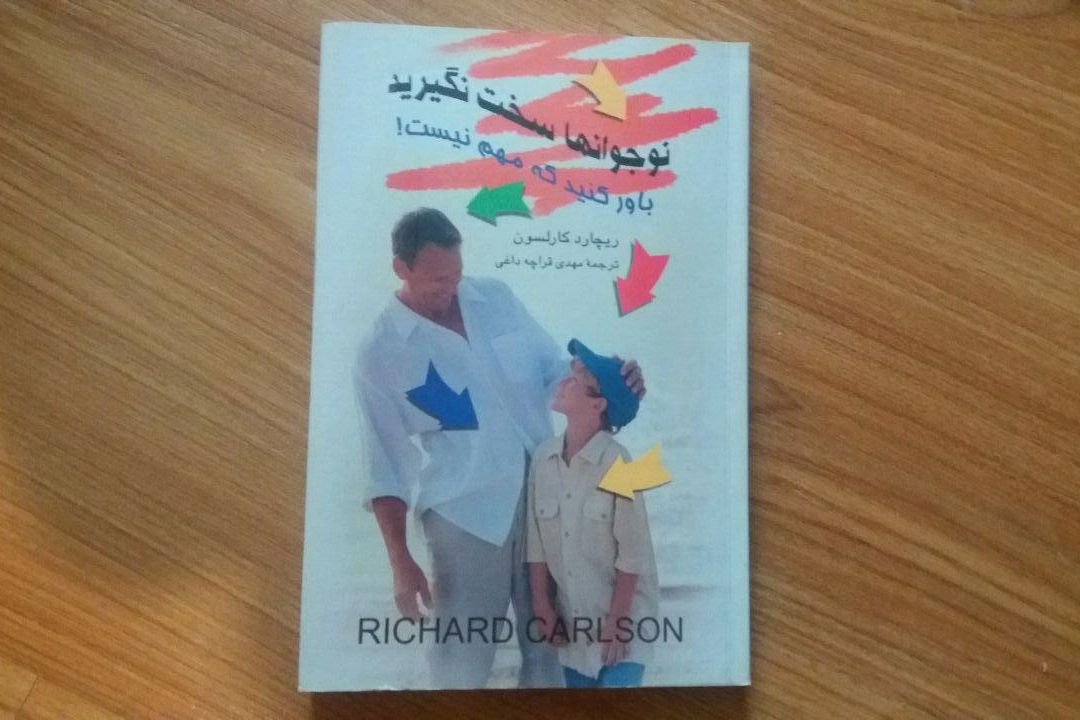 نوجوانها سخت نگیرید
باور کنید که مهم نیست!
ریچارد کارلسون
ترجمهٔ مهدی قراچه داغی
RICHARD CARLSON